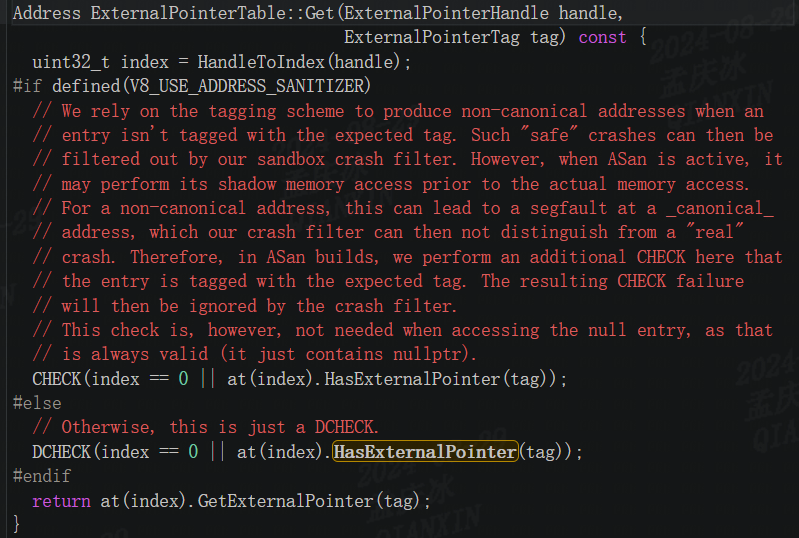 Address ExternalPointerTable::Get(ExternalPointerHandle handle,
                                  ExternalPointerTag tag) const {
  uint32_t index = HandleToIndex(handle);
#if defined(V8_USE_ADDRESS_SANITIZER)
  // We rely on the tagging scheme to produce non-canonical addresses when an
  // entry isn't tagged with the expected tag. Such "safe" crashes can then be
  // filtered out by our sandbox crash filter. However, when ASan is active, it
  // may perform its shadow memory access prior to the actual memory access.
  // For a non-canonical address, this can lead to a segfault at a _canonical_
  // address, which our crash filter can then not distinguish from a "real"
  // crash. Therefore, in ASan builds, we perform an additional CHECK here that
  // the entry is tagged with the expected tag. The resulting CHECK failure
  // will then be ignored by the crash filter.
  // This check is, however, not needed when accessing the null entry, as that
  // is always valid (it just contains nullptr).
  CHECK(index == 0 || at(index).HasExternalPointer(tag));
#else
  // Otherwise, this is just a DCHECK.
  DCHECK(index == 0 || at(index).HasExternalPointer(tag));
#endif
  return at(index).GetExternalPointer(tag);
}